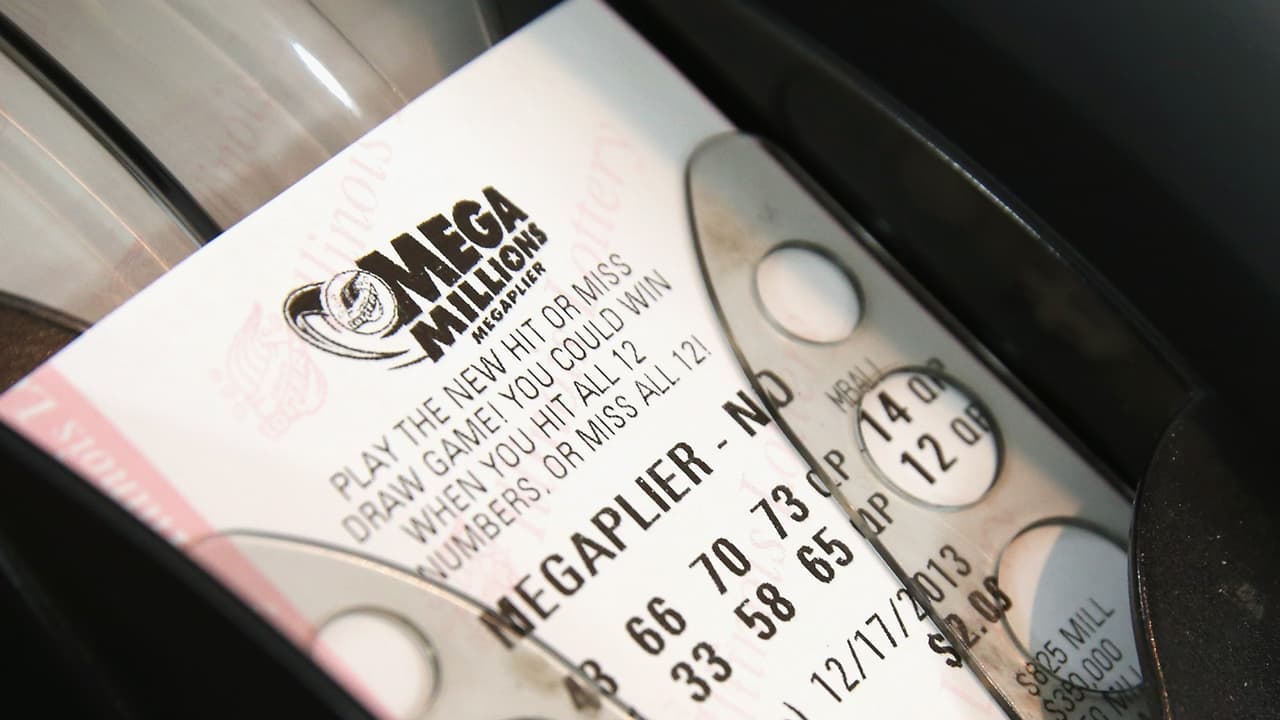 Illinois
Lottery
MEGA
MILLIONS
MEGAPLIER
PLAY THE NEW HIT OR MISS
DRAW GAME! YOU COULD WIN
WHEN YOU HIT ALL 12
NUMBERS, OR MISS ALL 12!
MEGAPLIER - NO
MBALL
66 70 73 QP 14 QP
33 58 65 QP 12 QP
12/17/2013
$2.00